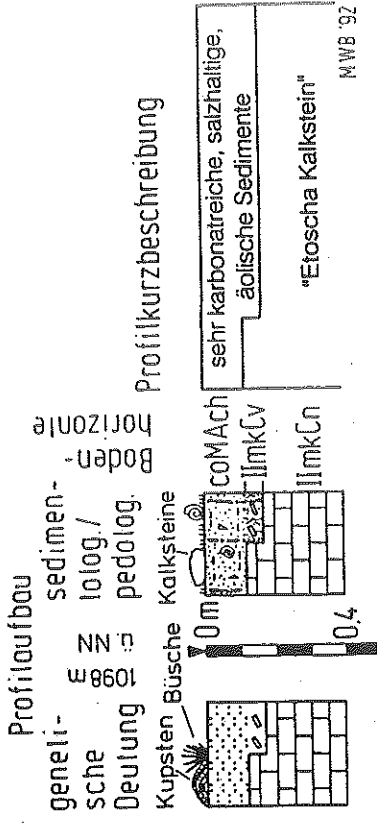 Profilaufbau
geneti-
sche
Deutung
1098m
ü. NN
sedimen-
tolog./
pedolog.
Boden-
horizonte
Profilkurzbeschreibung
Kupsten Büsche
Kalksteine
0m
coMACh
IImkCv
IImkCn
0,4
sehr karbonatreiche, salzhaltige,
äolische Sedimente
"Etoscha Kalkstein"
MWB '92